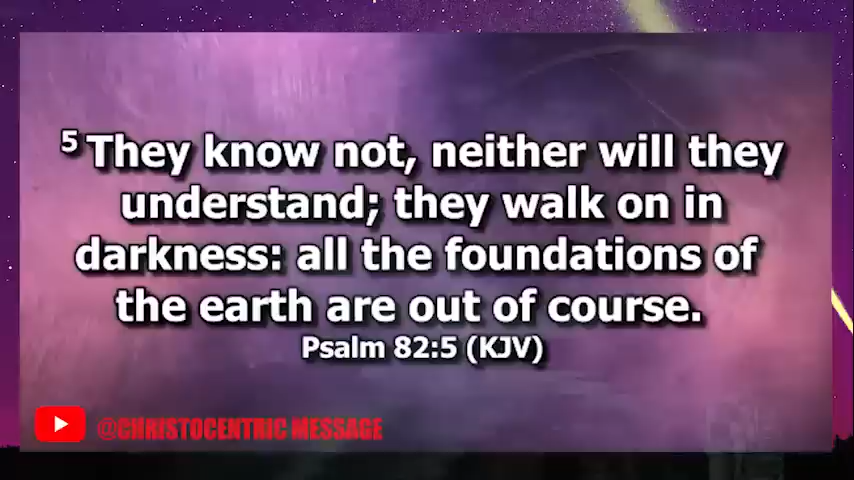 5 They know not, neither will they
understand; they walk on in
darkness: all the foundations of
the earth are out of course.
Psalm 82:5 (KJV)
@CHRISTOCENTRIC MESSAGE